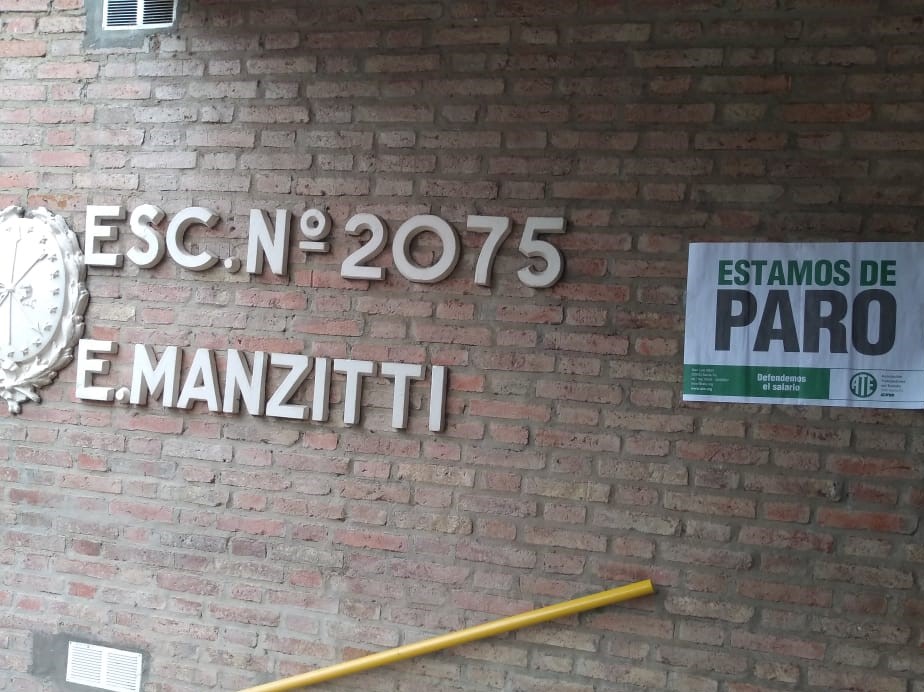 ESC. Nº 2075
E. MANZITTI
ESTAMOS DE
PARO
Defendemos
el salario
ATE